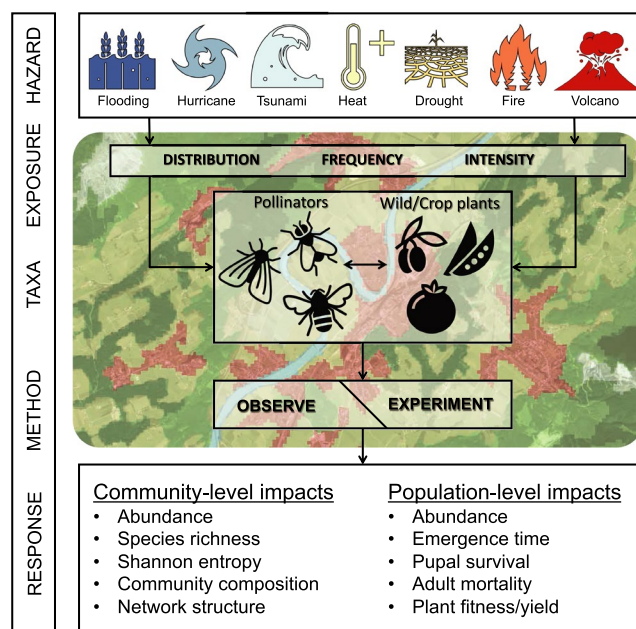 HAZARD
Flooding Hurricane Tsunami Heat Drought Fire Volcano
EXPOSURE
DISTRIBUTION FREQUENCY INTENSITY
TAXA
Pollinators Wild/Crop plants
METHOD
OBSERVE EXPERIMENT
RESPONSE
Community-level impacts
• Abundance
• Species richness
• Shannon entropy
• Community composition
• Network structure
Population-level impacts
• Abundance
• Emergence time
• Pupal survival
• Adult mortality
• Plant fitness/yield